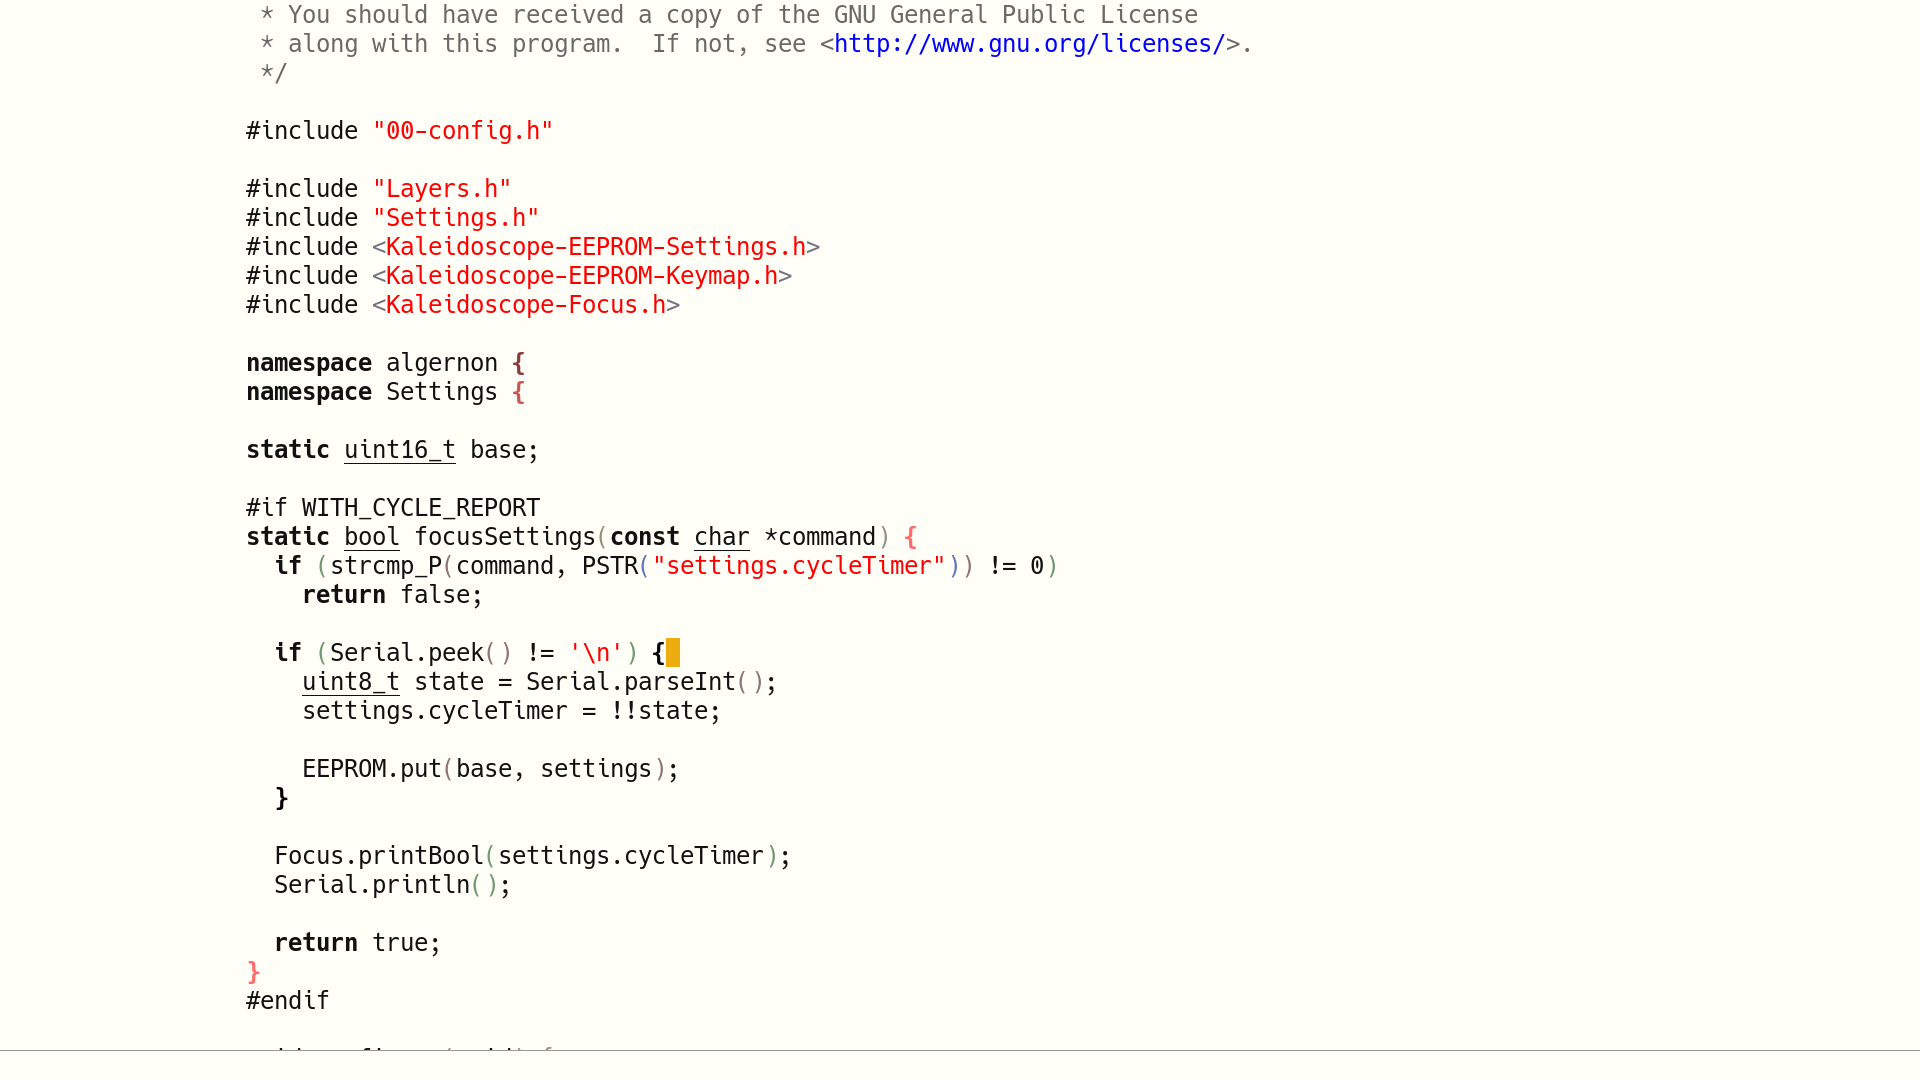 * You should have received a copy of the GNU General Public License
 * along with this program.  If not, see <http://www.gnu.org/licenses/>.
 */

#include "00-config.h"

#include "Layers.h"
#include "Settings.h"
#include <Kaleidoscope-EEPROM-Settings.h>
#include <Kaleidoscope-EEPROM-Keymap.h>
#include <Kaleidoscope-Focus.h>

namespace algernon {
namespace Settings {

static uint16_t base;

#if WITH_CYCLE_REPORT
static bool focusSettings(const char *command) {
  if (strcmp_P(command, PSTR("settings.cycleTimer")) != 0)
    return false;

  if (Serial.peek() != '\n') {
    uint8_t state = Serial.parseInt();
    settings.cycleTimer = !!state;

    EEPROM.put(base, settings);
  }

  Focus.printBool(settings.cycleTimer);
  Serial.println();

  return true;
}
#endif